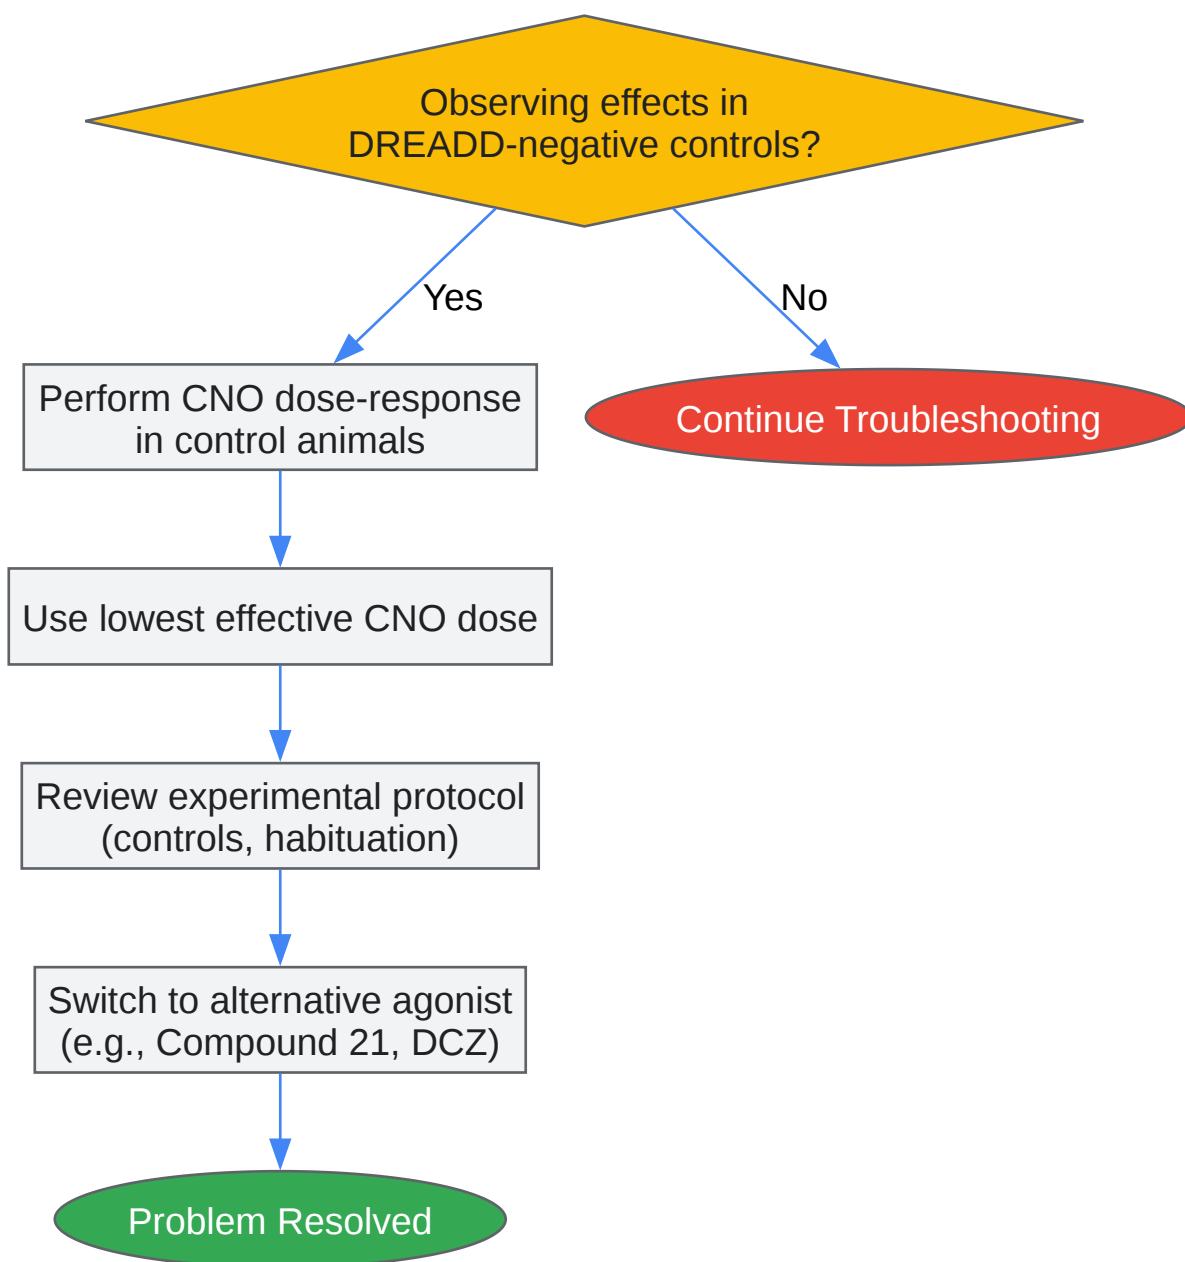 Observing effects in
DREADD-negative controls?
Yes
No
Perform CNO dose-response
in control animals
Continue Troubleshooting
Use lowest effective CNO dose
Review experimental protocol
(controls, habituation)
Switch to alternative agonist
(e.g., Compound 21, DCZ)
Problem Resolved